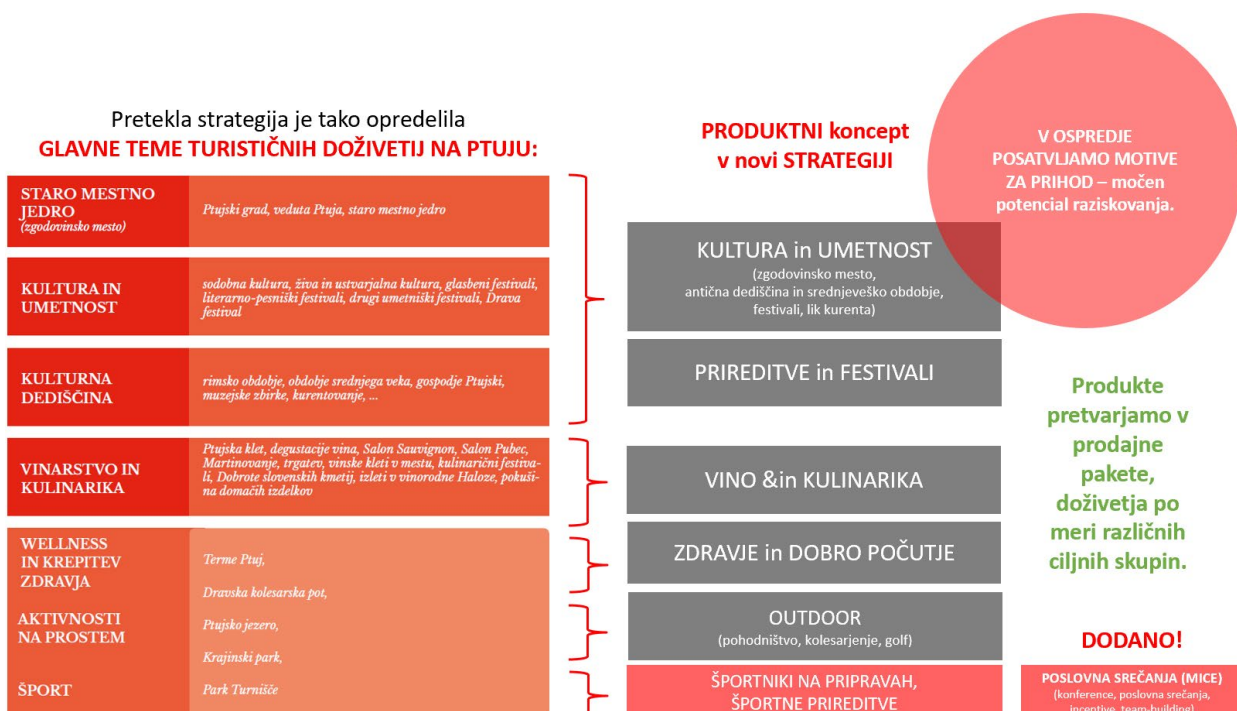 Pretekla strategija je tako opredelila
GLAVNE TEME TURISTIČNIH DOŽIVETIJ NA PTUJU:
STARO MESTNO
JEDRO
(zgodovinsko mesto)
Ptujski grad, veduta Ptuja, staro mestno jedro
KULTURA IN
UMETNOST
sodobna kultura, živa in ustvarjalna kultura, glasbeni festivali,
literarno-pesniški festivali, drugi umetniški festivali, Drava
festival
KULTURNA
DEDIŠČINA
rimsko obdobje, obdobje srednjega veka, gospodje Ptujski,
muzejske zbirke, kurentovanje, ...
VINARSTVO IN
KULINARIKA
Ptujska klet, degustacije vina, Salon Sauvignon, Salon Pubec,
Martinovanje, trgatev, vinske kleti v mestu, kulinarični festiva-
li, Dobrote slovenskih kmetij, izleti v vinorodne Haloze, pokuši-
na domačih izdelkov
WELLNESS
IN KREPITEV
ZDRAVJA
Terme Ptuj,
Dravska kolesarska pot,
AKTIVNOSTI
NA PROSTEM
Ptujsko jezero,
Krajinski park,
ŠPORT
Park Turnišče
PRODUKTNI koncept
v novi STRATEGIJI
KULTURA in UMETNOST
(zgodovinsko mesto,
antična dediščina in srednjeveško obdobje,
festivali, lik kurenta)
PRIREDITVE in FESTIVALI
VINO &in KULINARIKA
ZDRAVJE in DOBRO POČUTJE
OUTDOOR
(pohodništvo, kolesarjenje, golf)
ŠPORTNIKI NA PRIPRAVAH,
ŠPORTNE PRIREDITVE
V OSPREDJE
POSATVLJAMO MOTIVE
ZA PRIHOD – močen
potencial raziskovanja.
Produkte
pretvarjamo v
prodajne
pakete,
doživetja po
meri različnih
ciljnih skupin.
DODANO!
POSLOVNA SREČANJA (MICE)
(konference, poslovna srečanja,
incentive, team-building)